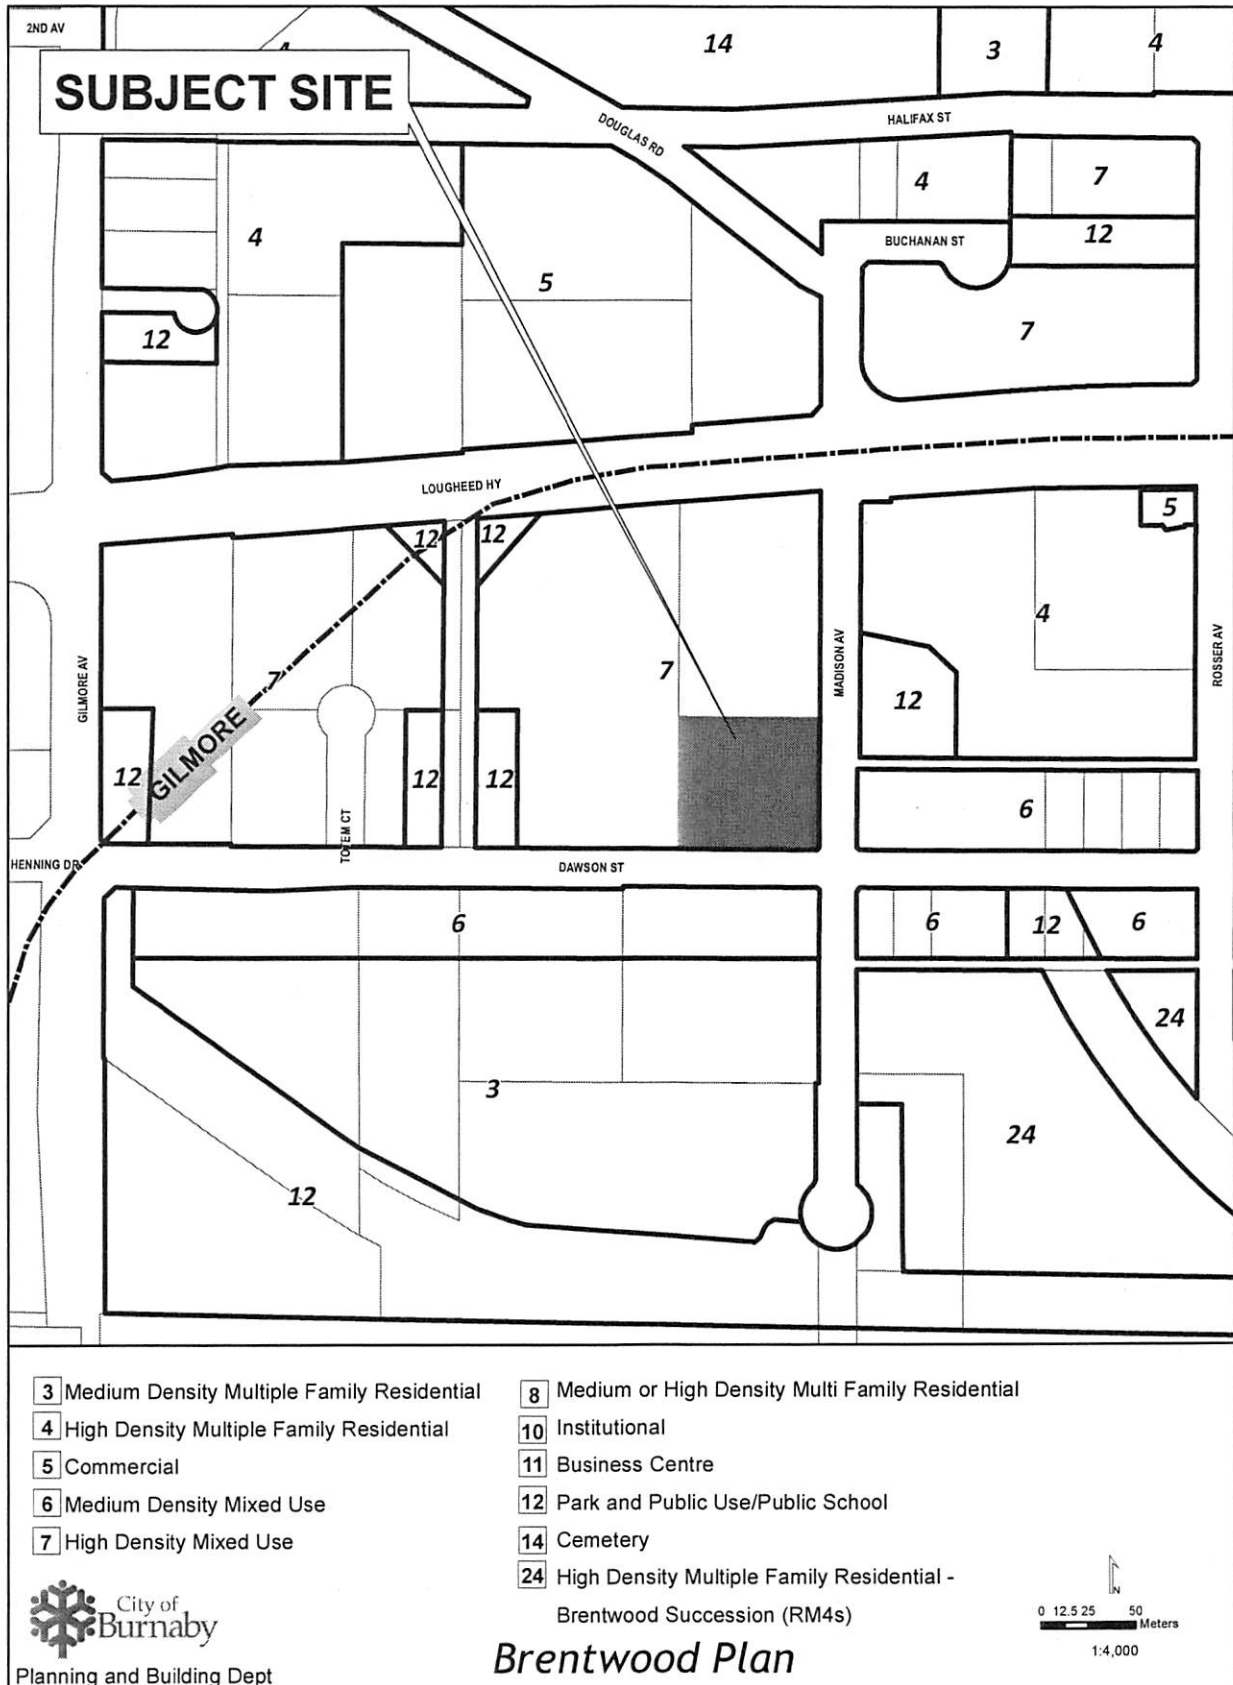 2ND AV
4
14
3
4
SUBJECT SITE
DOUGLAS RD
HALIFAX ST
4
7
4
BUCHANAN ST
12
5
12
7
LOUGHEED HY
12
12
5
4
GILMORE AV
7
7
MADISON AV
ROSSER AV
12
GILMORE
12
12
12
6
TOTEM CT
HENNING DR
DAWSON ST
6
6
12
6
24
3
24
12
3 Medium Density Multiple Family Residential
4 High Density Multiple Family Residential
5 Commercial
6 Medium Density Mixed Use
7 High Density Mixed Use
8 Medium or High Density Multi Family Residential
10 Institutional
11 Business Centre
12 Park and Public Use/Public School
14 Cemetery
24 High Density Multiple Family Residential -
Brentwood Succession (RM4s)
City of
Burnaby
Planning and Building Dept
Brentwood Plan
N
0 12.5 25 50
Meters
1:4,000